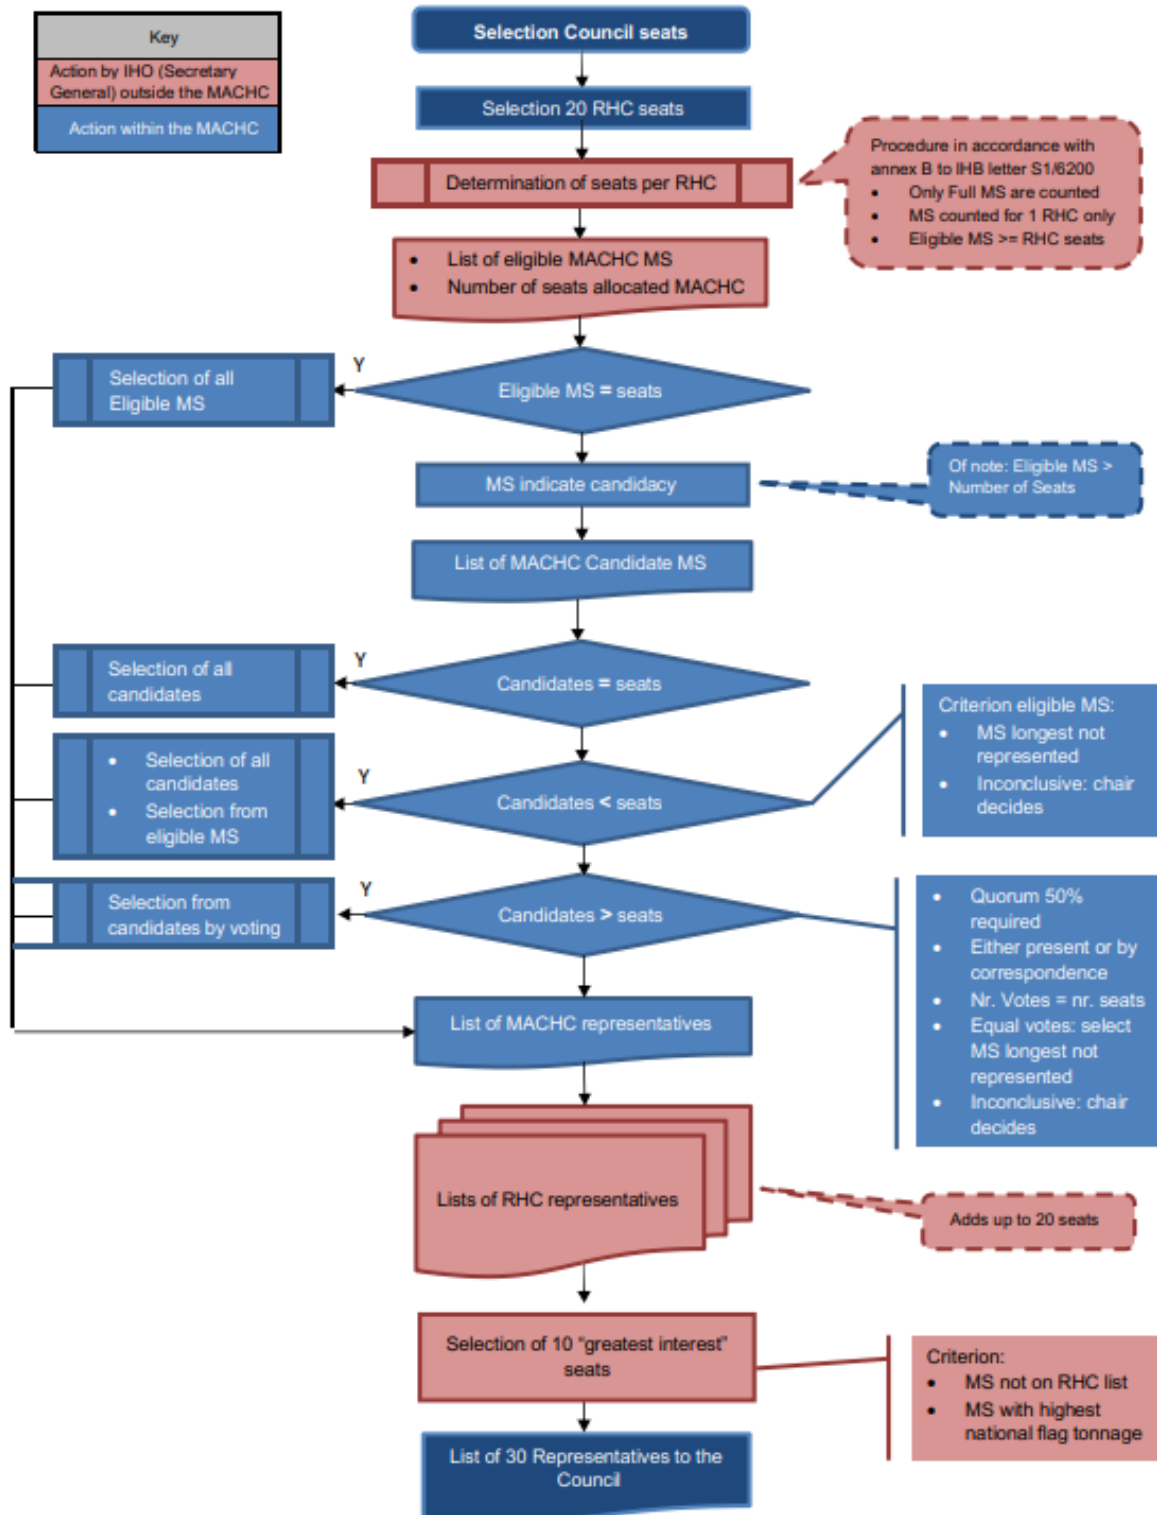 Key
Action by IHO (Secretary
General) outside the MACHC
Action within the MACHC
Selection Council seats
Selection 20 RHC seats
Determination of seats per RHC
Procedure in accordance with
annex B to IHB letter S1/6200
• Only Full MS are counted
• MS counted for 1 RHC only
• Eligible MS >= RHC seats
• List of eligible MACHC MS
• Number of seats allocated MACHC
Eligible MS = seats
Y
Selection of all
Eligible MS
MS indicate candidacy
Of note: Eligible MS >
Number of Seats
List of MACHC Candidate MS
Candidates = seats
Y
Selection of all
candidates
Candidates < seats
Y
• Selection of all
candidates
• Selection from
eligible MS
Criterion eligible MS:
• MS longest not
represented
• Inconclusive: chair
decides
Candidates > seats
Y
Selection from
candidates by voting
• Quorum 50%
required
• Either present or by
correspondence
• Nr. Votes = nr. seats
• Equal votes: select
MS longest not
represented
• Inconclusive: chair
decides
List of MACHC representatives
Lists of RHC representatives
Adds up to 20 seats
Selection of 10 “greatest interest”
seats
Criterion:
• MS not on RHC list
• MS with highest
national flag tonnage
List of 30 Representatives to the
Council